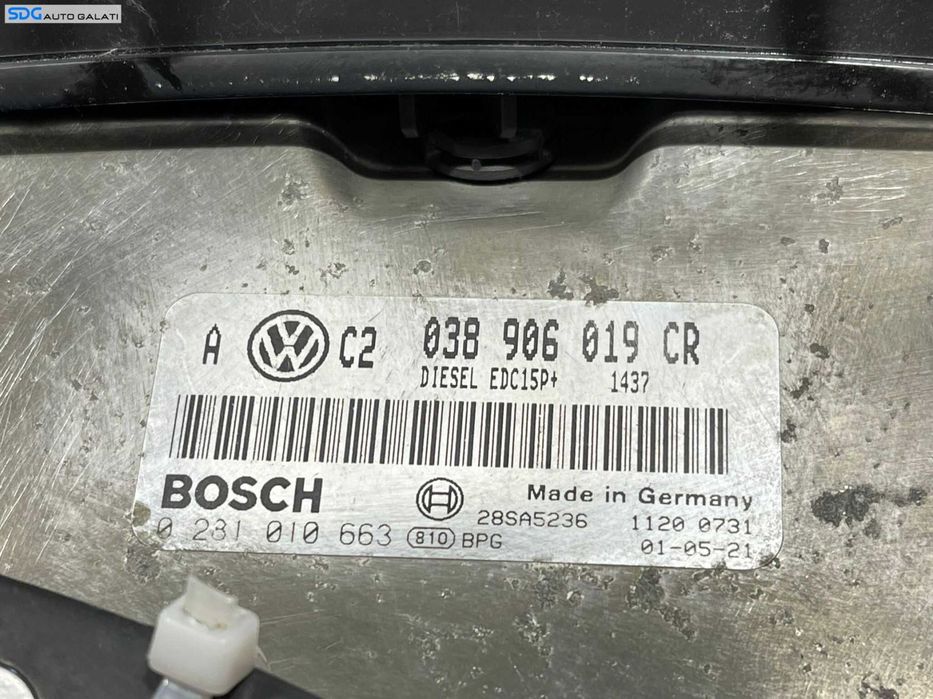 SDG AUTO GALATI
A VW C2 038 906 019 CR
DIESEL EDC15P+ 1437
BOSCH Made in Germany
0 281 010 663 810 BPG 28SA5236 1120 0731
01-05-21